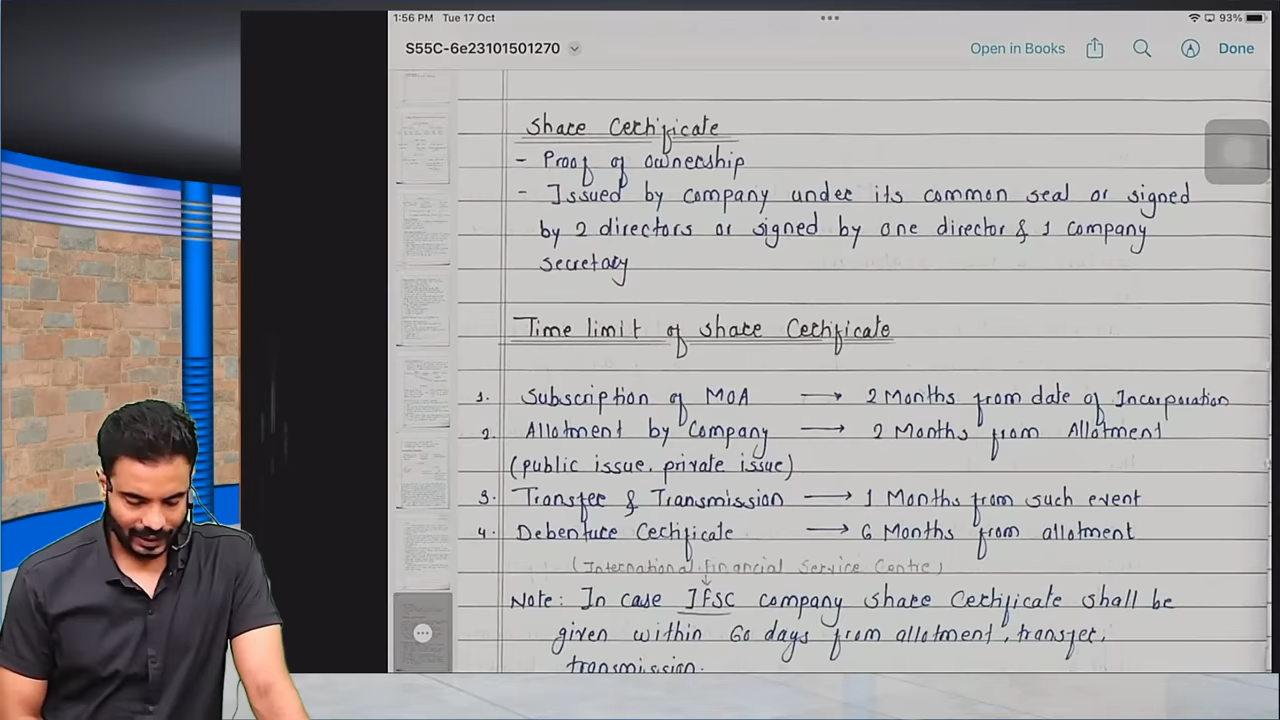 1:56 PM Tue 17 Oct
93%
S55C-6e23101501270
Open in Books
Done
Share Certificate
- Proof of ownership
- Issued by company under its common seal or signed
by 2 directors or signed by one director & 1 company
secretary
Time limit of share Certificate
1. Subscription of MOA → 2 Months from date of Incorporation
2. Allotment by Company → 2 Months from Allotment
(public issue, private issue)
3. Transfer & Transmission → 1 Months from such event
4. Debenture Certificate → 6 Months from allotment
(International Financial Service Centre)
Note: In case IFSC company share Certificate shall be
given within 60 days from allotment, transfer,
transmission.